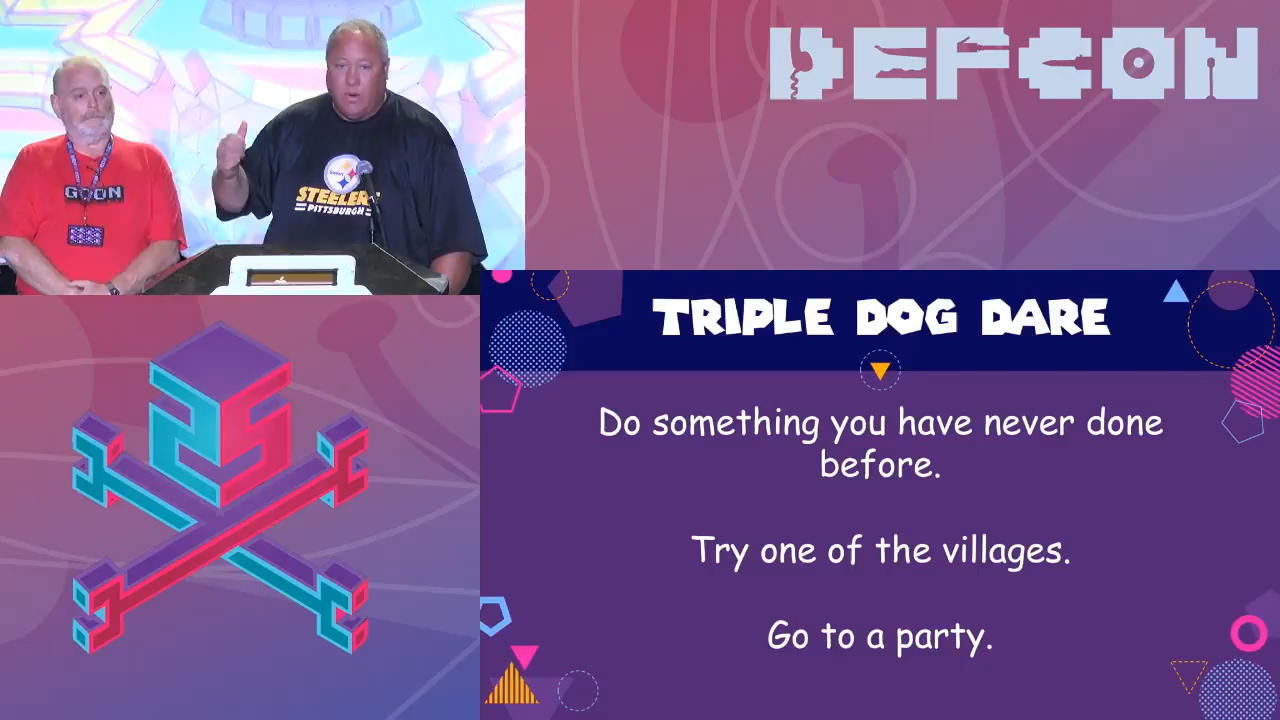 DEFCON
GOON
Steelers
STEELERS
PITTSBURGH
TRIPLE DOG DARE
Do something you have never done
before.
Try one of the villages.
Go to a party.